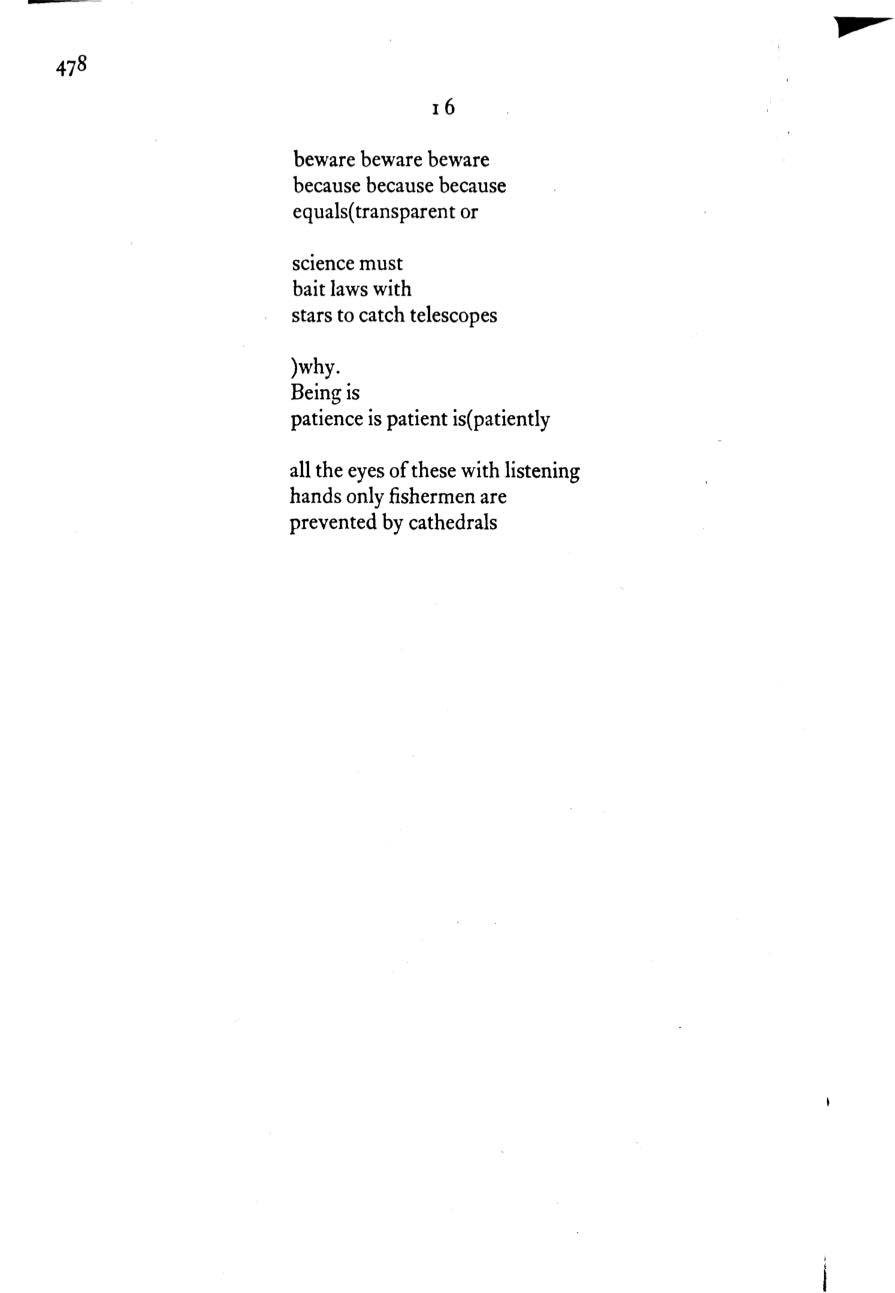 478
16
beware beware beware
because because because
equals(transparent or
science must
bait laws with
stars to catch telescopes
)why.
Being is
patience is patient is(patiently
all the eyes of these with listening
hands only fishermen are
prevented by cathedrals